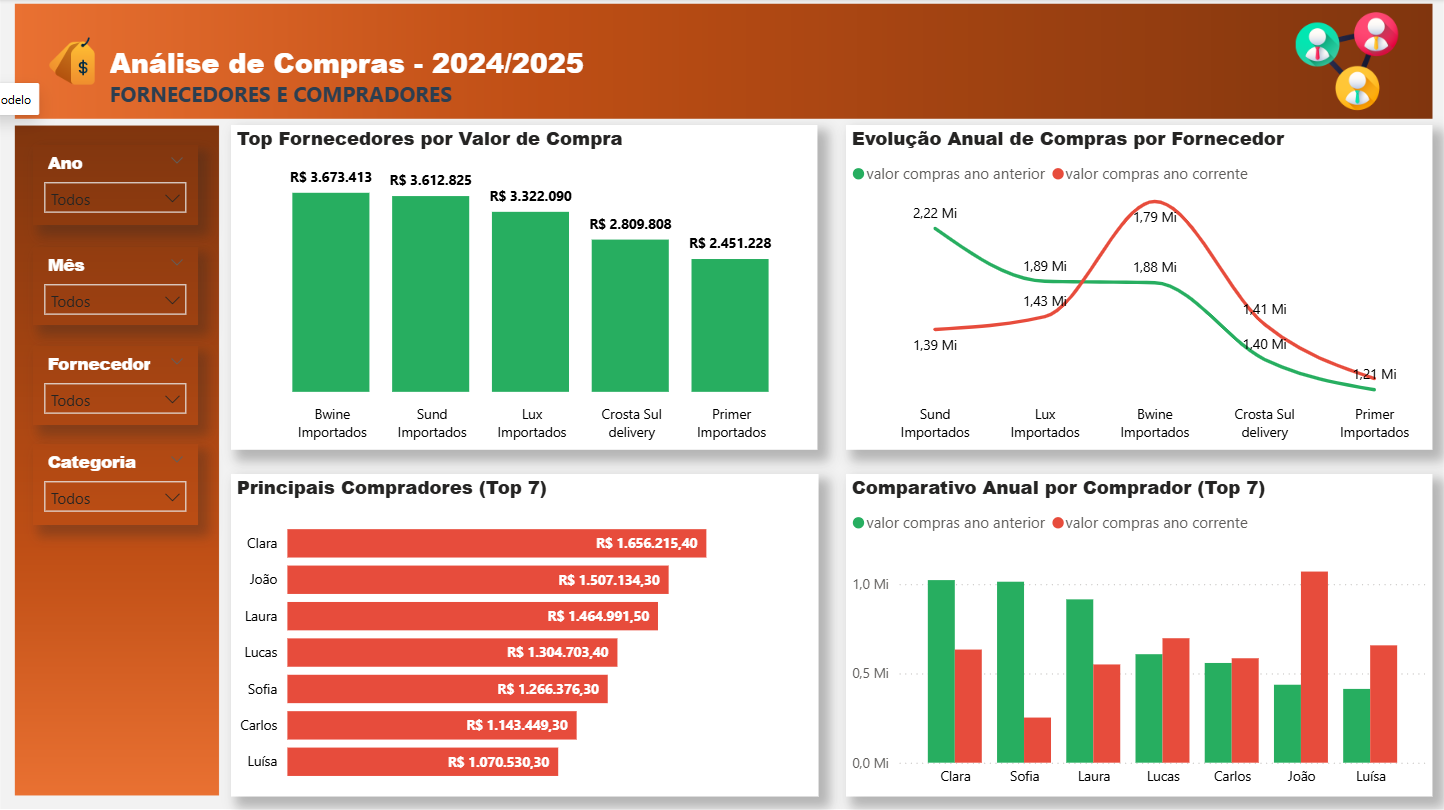 Análise de Compras - 2024/2025
FORNECEDORES E COMPRADORES
$
odelo
Ano
Todos
Mês
Todos
Fornecedor
Todos
Categoria
Todos
Top Fornecedores por Valor de Compra
R$ 3.673.413
R$ 3.612.825
R$ 3.322.090
R$ 2.809.808
R$ 2.451.228
Bwine Importados
Sund Importados
Lux Importados
Crosta Sul delivery
Primer Importados
Evolução Anual de Compras por Fornecedor
valor compras ano anterior valor compras ano corrente
2,22 Mi
1,89 Mi
1,88 Mi
1,79 Mi
1,43 Mi
1,39 Mi
1,41 Mi
1,40 Mi
1,21 Mi
Sund Importados
Lux Importados
Bwine Importados
Crosta Sul delivery
Primer Importados
Principais Compradores (Top 7)
Clara R$ 1.656.215,40
João R$ 1.507.134,30
Laura R$ 1.464.991,50
Lucas R$ 1.304.703,40
Sofia R$ 1.266.376,30
Carlos R$ 1.143.449,30
Luísa R$ 1.070.530,30
Comparativo Anual por Comprador (Top 7)
valor compras ano anterior valor compras ano corrente
1,0 Mi
0,5 Mi
0,0 Mi
Clara Sofia Laura Lucas Carlos João Luísa